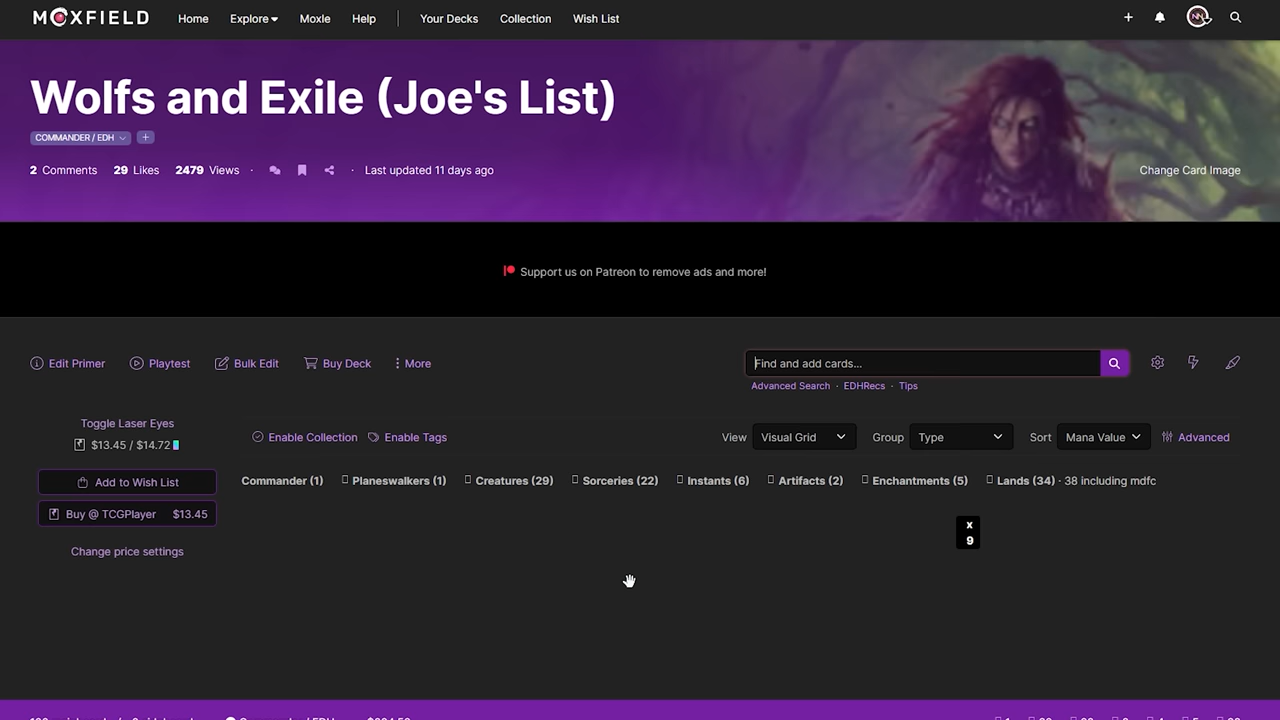 MOXFIELD Home Explore Moxie Help Your Decks Collection Wish List
Wolfs and Exile (Joe's List)
COMMANDER / EDH
2 Comments 29 Likes 2479 Views · · Last updated 11 days ago Change Card Image
Support us on Patreon to remove ads and more!
Edit Primer Playtest Bulk Edit Buy Deck More Find and add cards...
Advanced Search · EDHRecs · Tips
Toggle Laser Eyes
$13.45 / $14.72
Enable Collection Enable Tags View Visual Grid Group Type Sort Mana Value Advanced
Add to Wish List
Buy @ TCGPlayer $13.45
Change price settings
Commander (1) Planeswalkers (1) Creatures (29) Sorceries (22) Instants (6) Artifacts (2) Enchantments (5) Lands (34) · 38 including mdfc
x
9